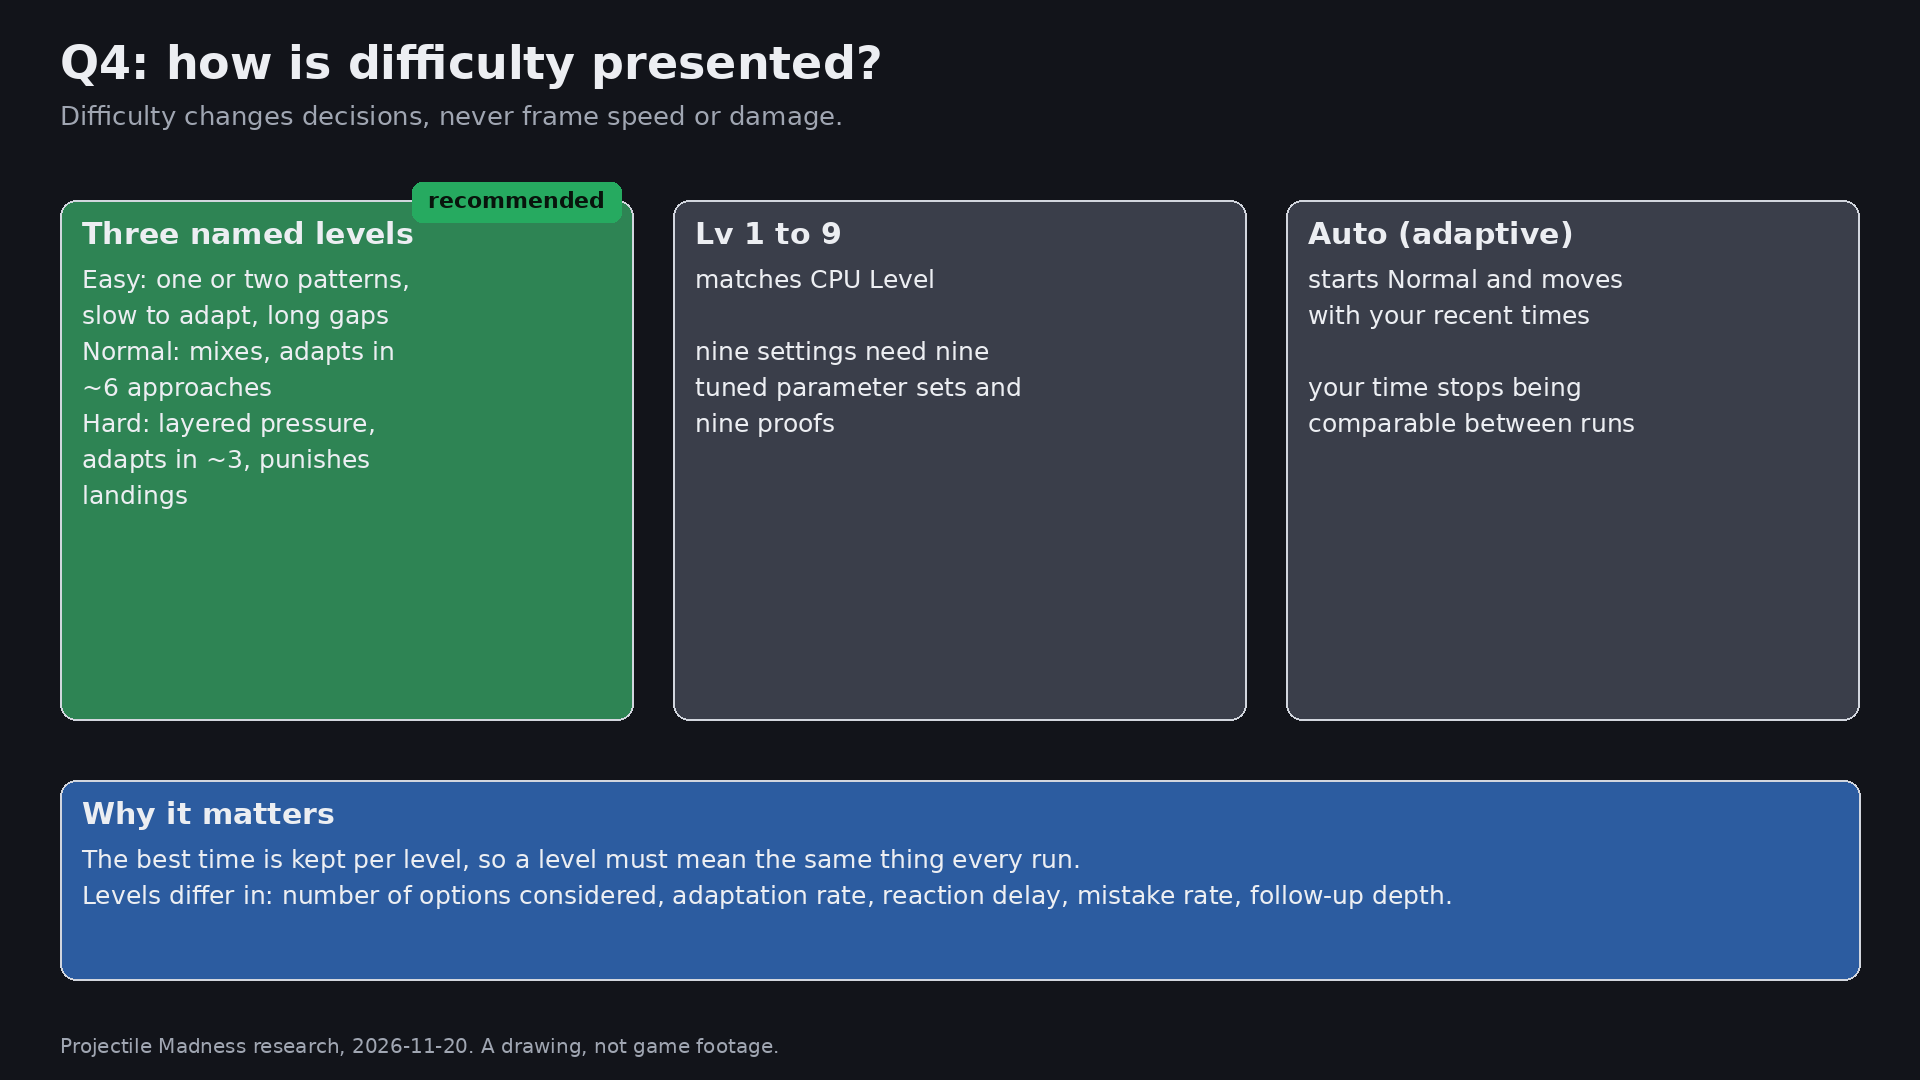 Q4: how is difficulty presented?
Difficulty changes decisions, never frame speed or damage.
recommended
Three named levels
Easy: one or two patterns,
slow to adapt, long gaps
Normal: mixes, adapts in
~6 approaches
Hard: layered pressure,
adapts in ~3, punishes
landings
Lv 1 to 9
matches CPU Level
nine settings need nine
tuned parameter sets and
nine proofs
Auto (adaptive)
starts Normal and moves
with your recent times
your time stops being
comparable between runs
Why it matters
The best time is kept per level, so a level must mean the same thing every run.
Levels differ in: number of options considered, adaptation rate, reaction delay, mistake rate, follow-up depth.
Projectile Madness research, 2026-11-20. A drawing, not game footage.